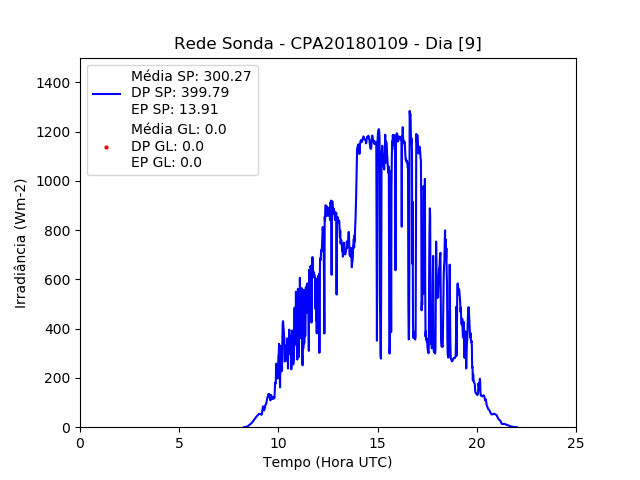 Rede Sonda - CPA20180109 - Dia [9]
Média SP: 300.27
DP SP: 399.79
EP SP: 13.91
Média GL: 0.0
DP GL: 0.0
EP GL: 0.0
Irradiância (Wm-2)
1400
1200
1000
800
600
400
200
0
0 5 10 15 20 25
Tempo (Hora UTC)